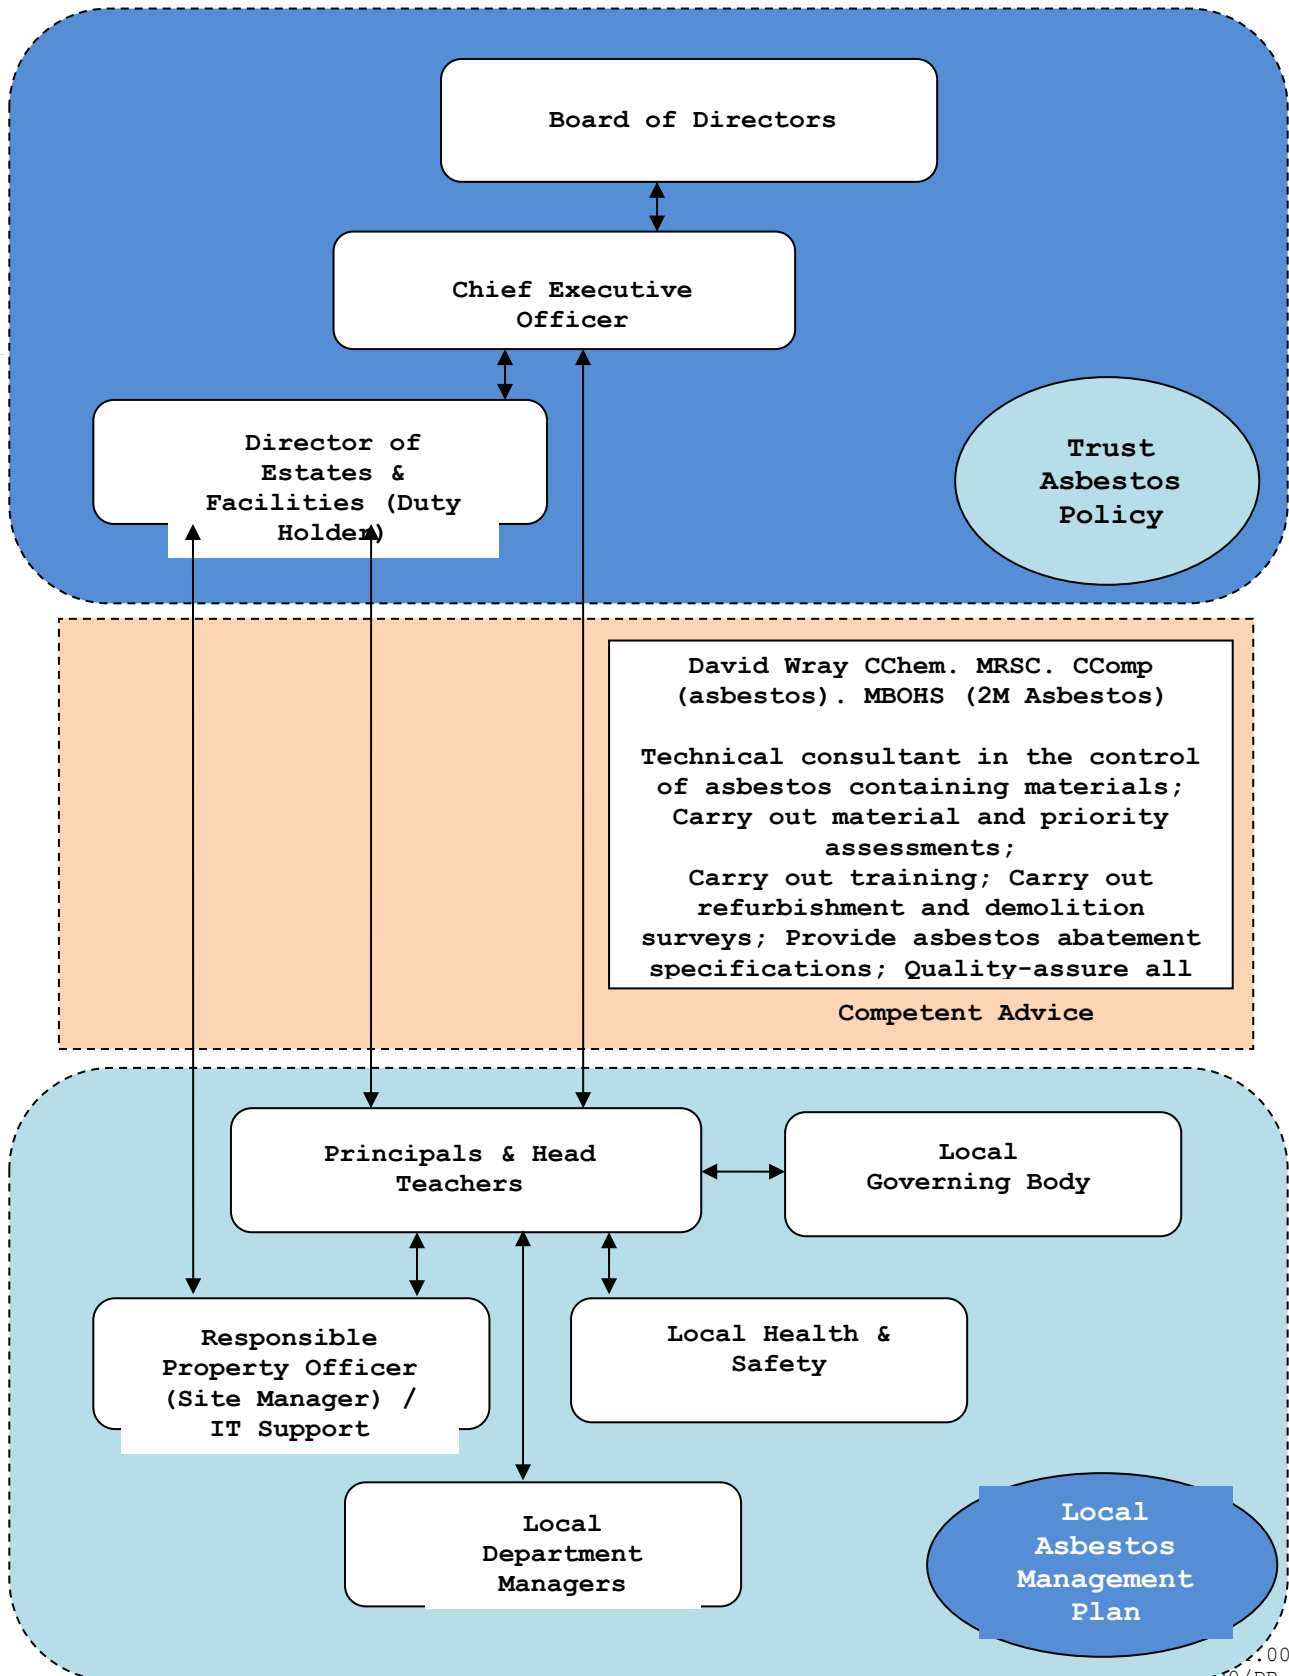 Board of Directors
Chief Executive
Officer
Director of
Estates &
Facilities (Duty
Holder)
Trust
Asbestos
Policy
David Wray CChem. MRSC. CComp
(asbestos). MBOHS (2M Asbestos)
Technical consultant in the control
of asbestos containing materials;
Carry out material and priority
assessments;
Carry out training; Carry out
refurbishment and demolition
surveys; Provide asbestos abatement
specifications; Quality-assure all
Competent Advice
Principals & Head
Teachers
Local
Governing Body
Responsible
Property Officer
(Site Manager) /
IT Support
Local Health &
Safety
Local
Department
Managers
Local
Asbestos
Management
Plan